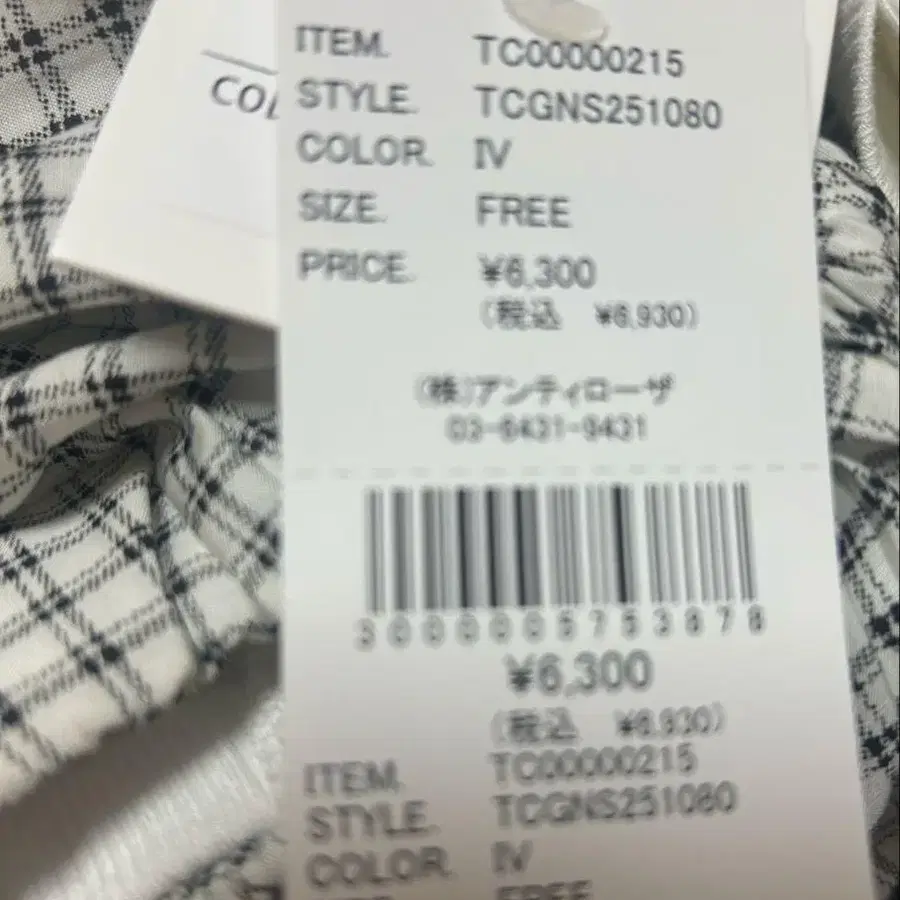 COL
ITEM. TC00000215
STYLE. TCGNS251080
COLOR. IV
SIZE. FREE
PRICE. ¥6,300
(税込 ¥6,930)
(株)アンティローザ
03-6431-9431
¥6,300
(税込 ¥6,930)
ITEM. TC00000215
STYLE. TCGNS251080
COLOR. IV
FREE